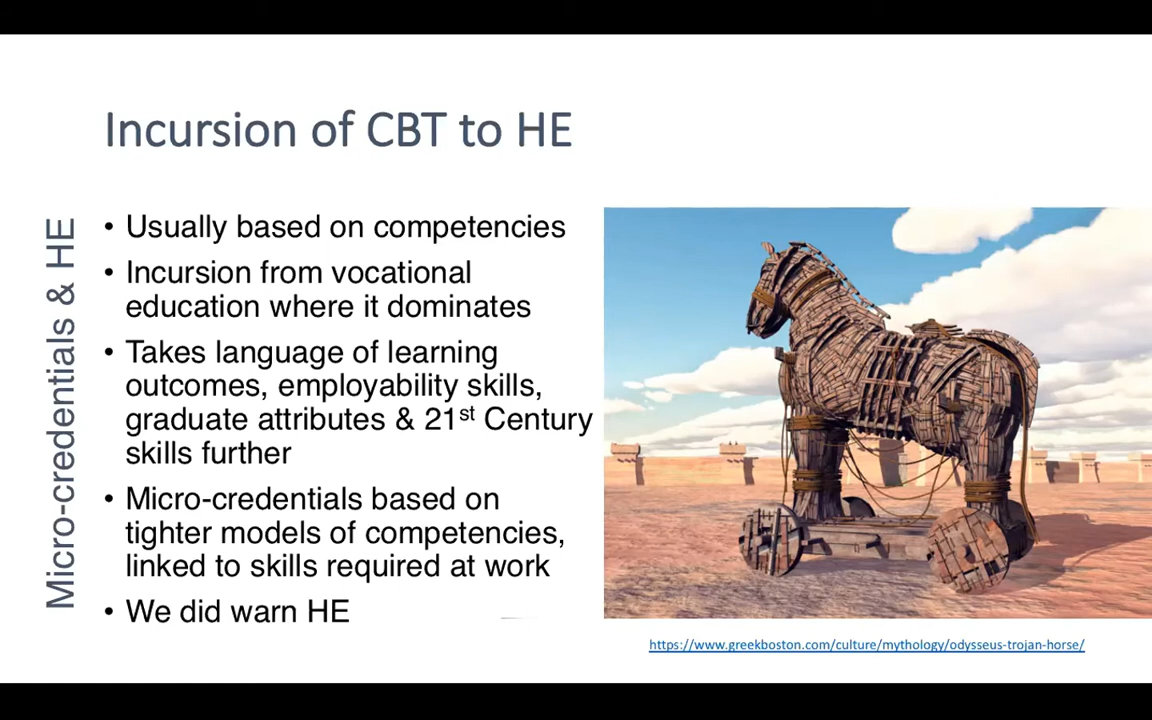 Incursion of CBT to HE
Micro-credentials & HE
• Usually based on competencies
• Incursion from vocational
education where it dominates
• Takes language of learning
outcomes, employability skills,
graduate attributes & 21st Century
skills further
• Micro-credentials based on
tighter models of competencies,
linked to skills required at work
• We did warn HE
https://www.greekboston.com/culture/mythology/odysseus-trojan-horse/